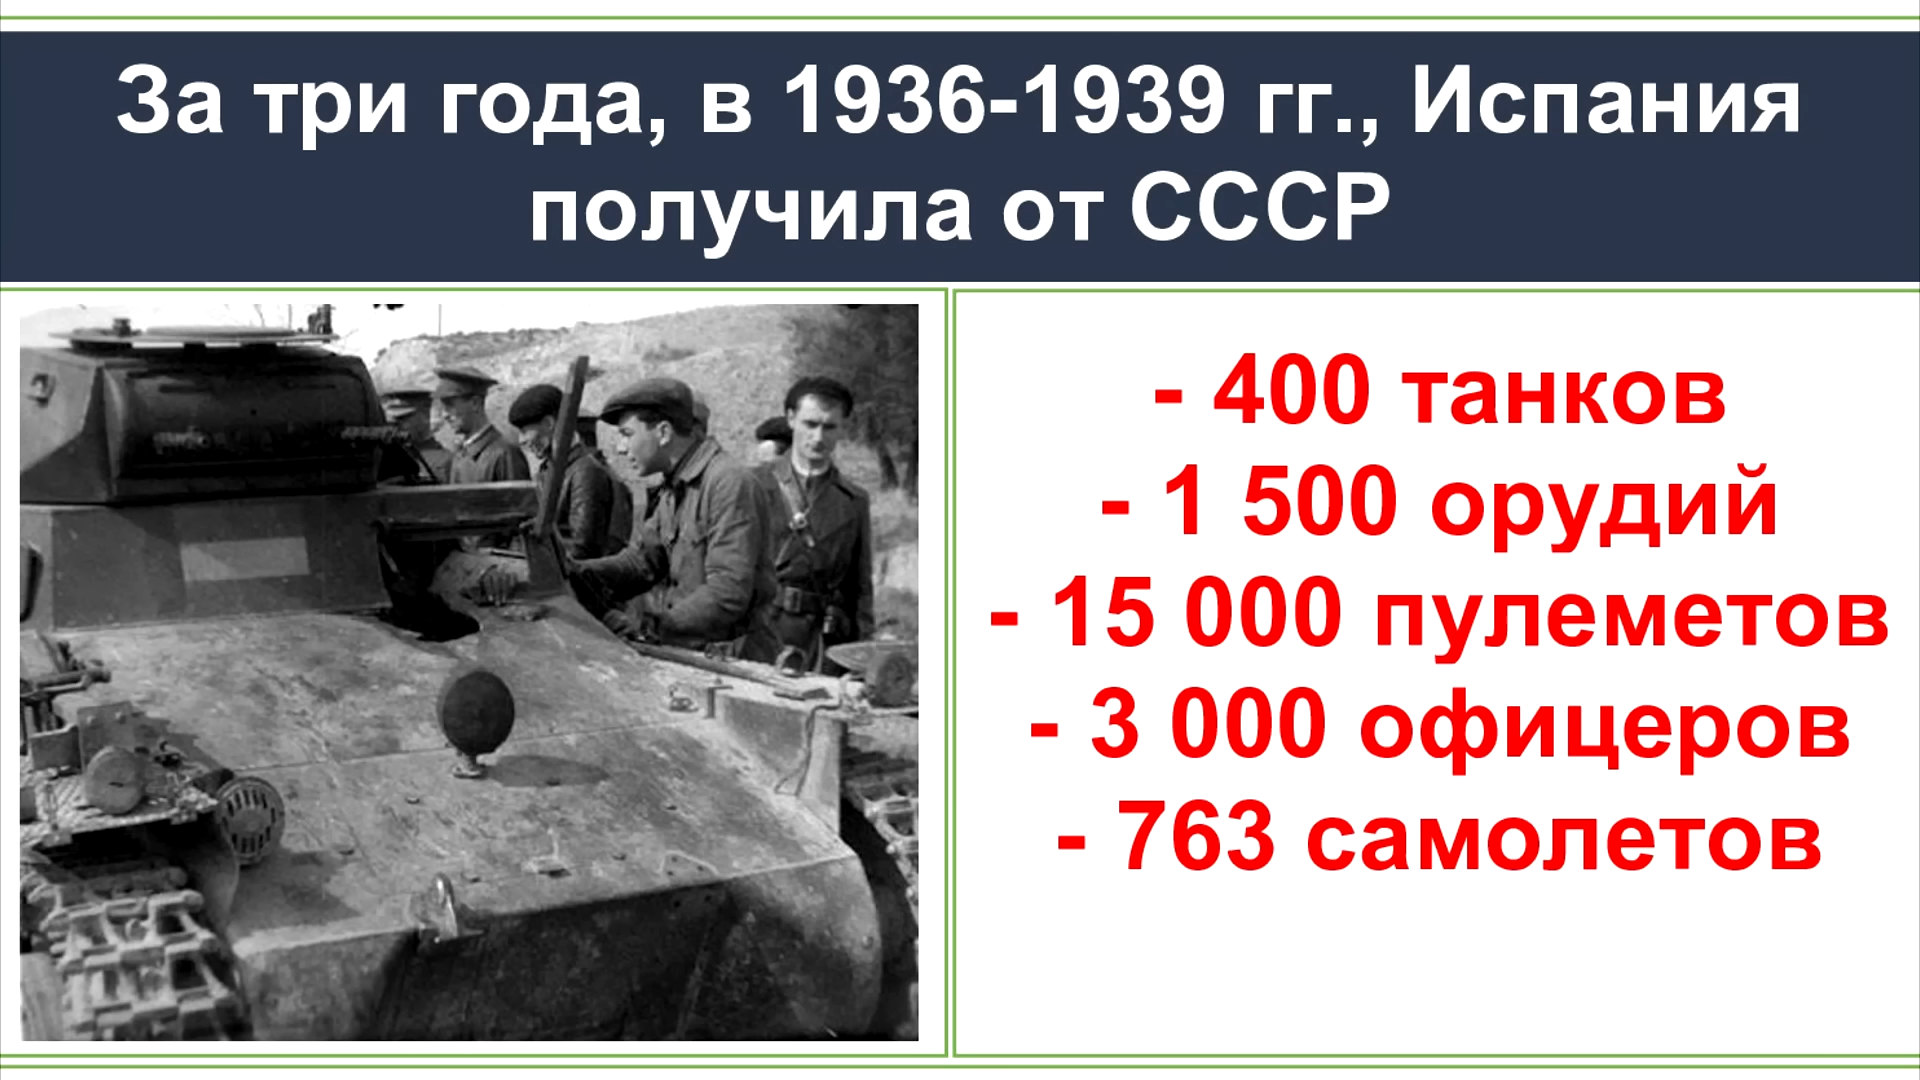 За три года, в 1936-1939 гг., Испания
получила от СССР
- 400 танков
- 1 500 орудий
- 15 000 пулеметов
- 3 000 офицеров
- 763 самолетов